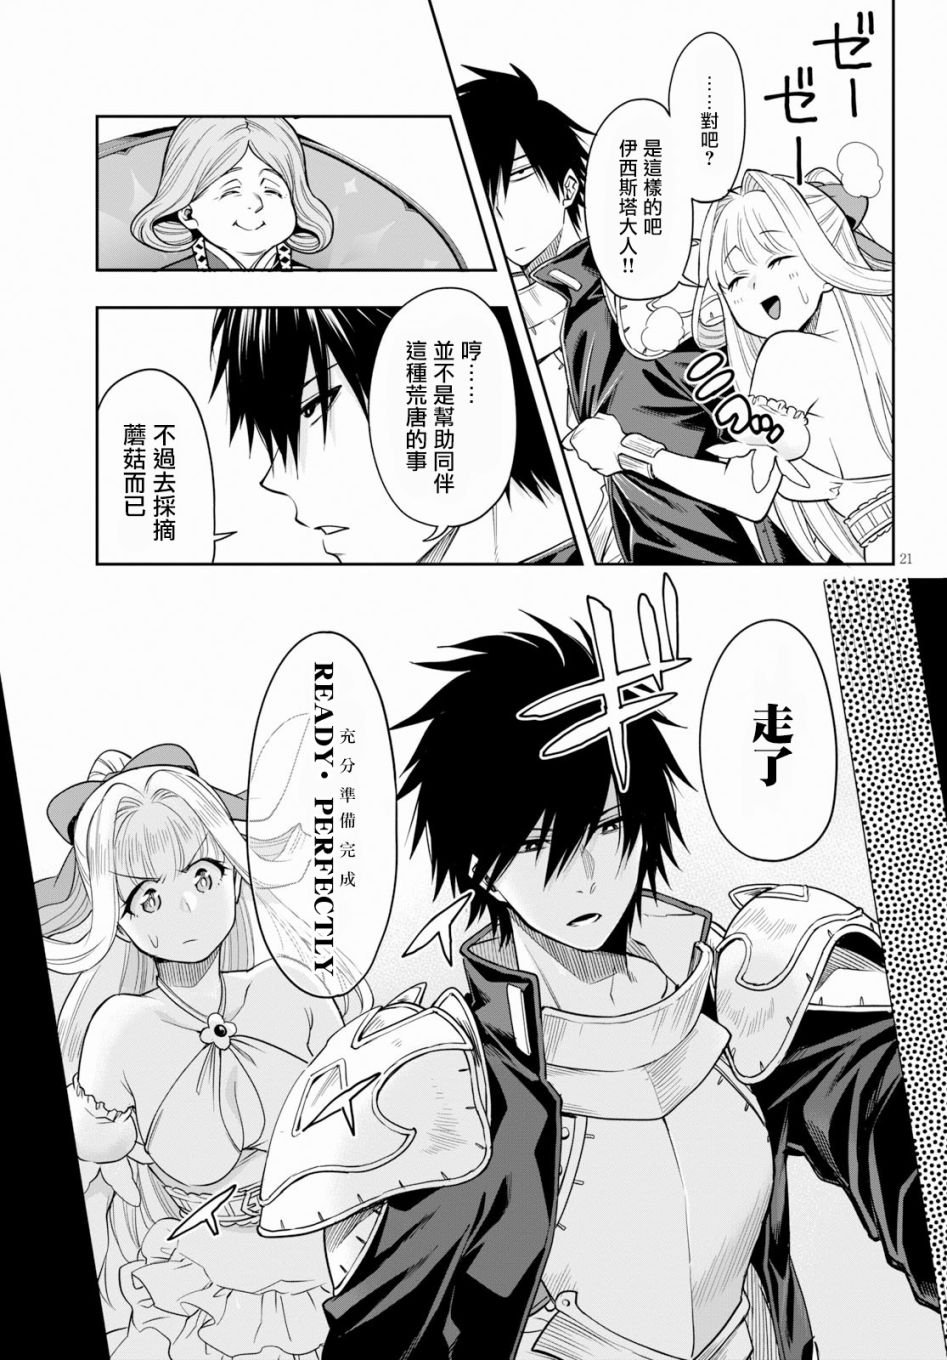 ゼー
ゼー
……對吧？
是這樣的吧
伊西斯塔大人!!
哼……
並不是幫助同伴
這種荒唐的事
不過去採摘
蘑菇而已
21
走了
充分準備完成
READY・PERFECTLY